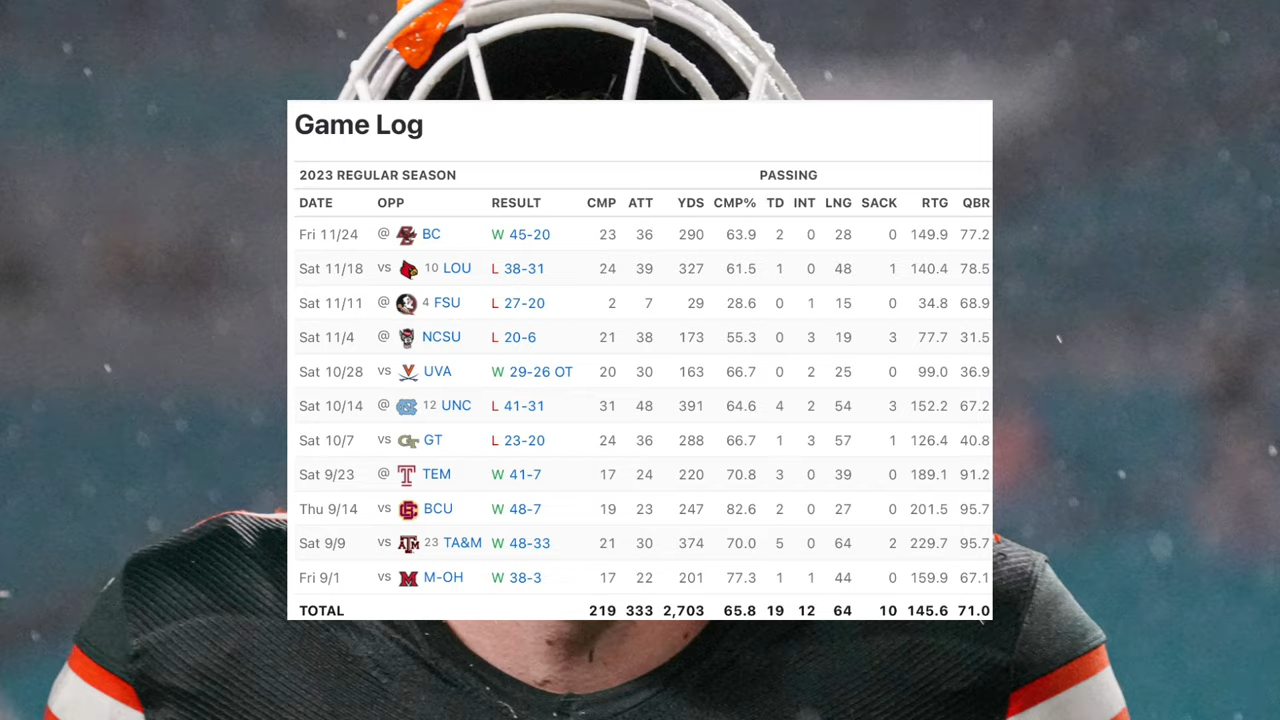 Game Log
2023 REGULAR SEASON PASSING
DATE OPP RESULT CMP ATT YDS CMP% TD INT LNG SACK RTG QBR
Fri 11/24 @ BC W 45-20 23 36 290 63.9 2 0 28 0 149.9 77.2
Sat 11/18 vs 10 LOU L 38-31 24 39 327 61.5 1 0 48 1 140.4 78.5
Sat 11/11 @ 4 FSU L 27-20 2 7 29 28.6 0 1 15 0 34.8 68.9
Sat 11/4 @ NCSU L 20-6 21 38 173 55.3 0 3 19 3 77.7 31.5
Sat 10/28 vs UVA W 29-26 OT 20 30 163 66.7 0 2 25 0 99.0 36.9
Sat 10/14 @ 12 UNC L 41-31 31 48 391 64.6 4 2 54 3 152.2 67.2
Sat 10/7 vs GT L 23-20 24 36 288 66.7 1 3 57 1 126.4 40.8
Sat 9/23 @ TEM W 41-7 17 24 220 70.8 3 0 39 0 189.1 91.2
Thu 9/14 vs BCU W 48-7 19 23 247 82.6 2 0 27 0 201.5 95.7
Sat 9/9 vs 23 TA&M W 48-33 21 30 374 70.0 5 0 64 2 229.7 95.7
Fri 9/1 vs M-OH W 38-3 17 22 201 77.3 1 1 44 0 159.9 67.1
TOTAL 219 333 2,703 65.8 19 12 64 10 145.6 71.0